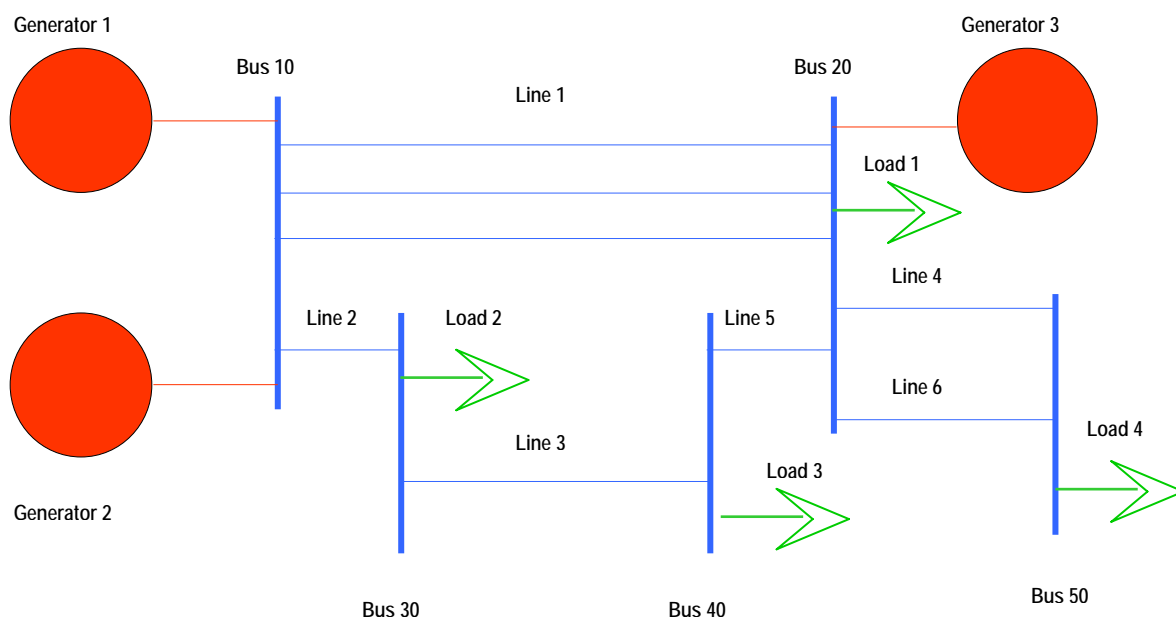 Generator 1
Generator 3
Bus 10
Bus 20
Line 1
Load 1
Line 4
Line 2
Load 2
Line 5
Line 6
Load 4
Line 3
Load 3
Generator 2
Bus 30
Bus 40
Bus 50